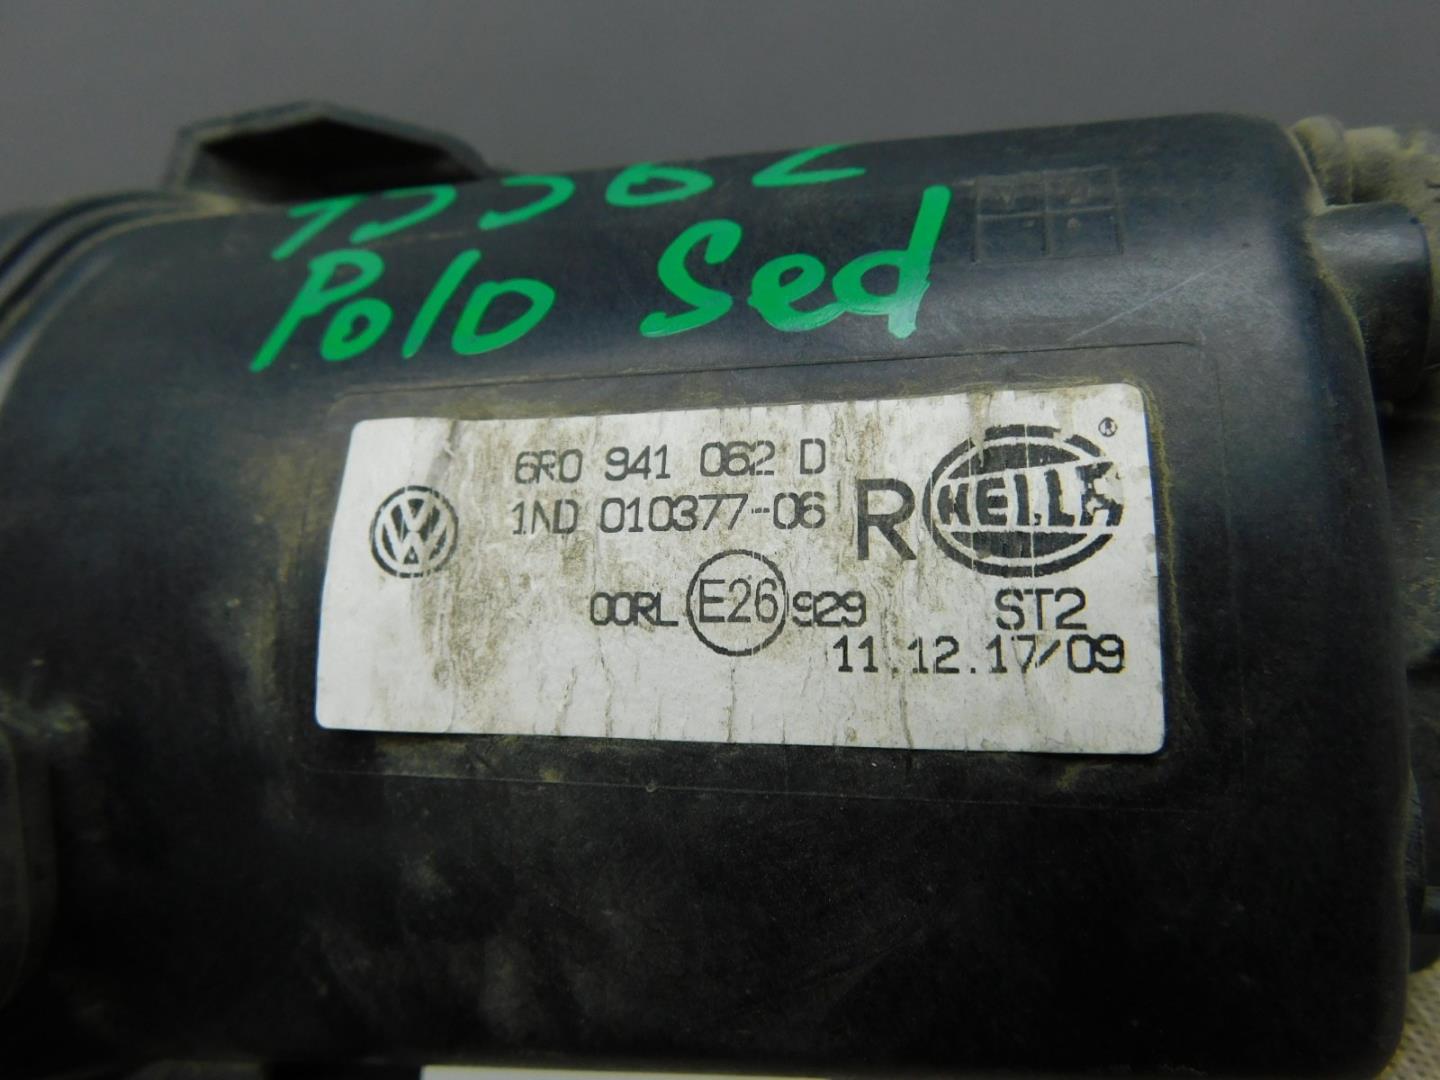 Polo Sed
6R0 941 062 D
1ND 010377-06
R
HELLA ®
00RL E26 929
ST2
11.12.17/09